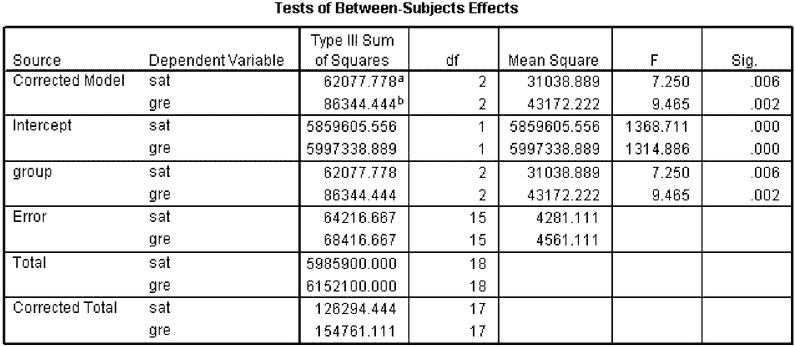 Tests of Between-Subjects Effects
Source Dependent Variable Type III Sum of Squares df Mean Square F Sig.
Corrected Model sat 62077.778a 2 31038.889 7.250 .006
gre 86344.444b 2 43172.222 9.465 .002
Intercept sat 5859605.556 1 5859605.556 1368.711 .000
gre 5997338.889 1 5997338.889 1314.886 .000
group sat 62077.778 2 31038.889 7.250 .006
gre 86344.444 2 43172.222 9.465 .002
Error sat 64216.667 15 4281.111
gre 68416.667 15 4561.111
Total sat 5985900.000 18
gre 6152100.000 18
Corrected Total sat 126294.444 17
gre 154761.111 17